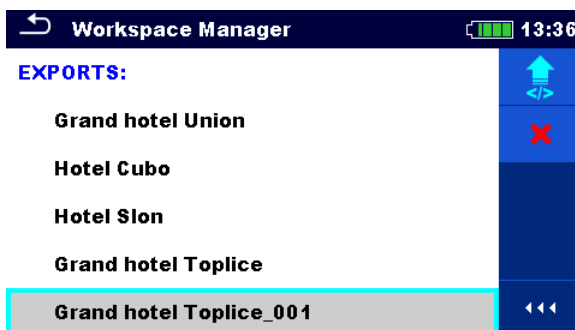 Workspace Manager
13:36
EXPORTS:
</>
Grand hotel Union
Hotel Cubo
Hotel Slon
Grand hotel Toplice
Grand hotel Toplice_001